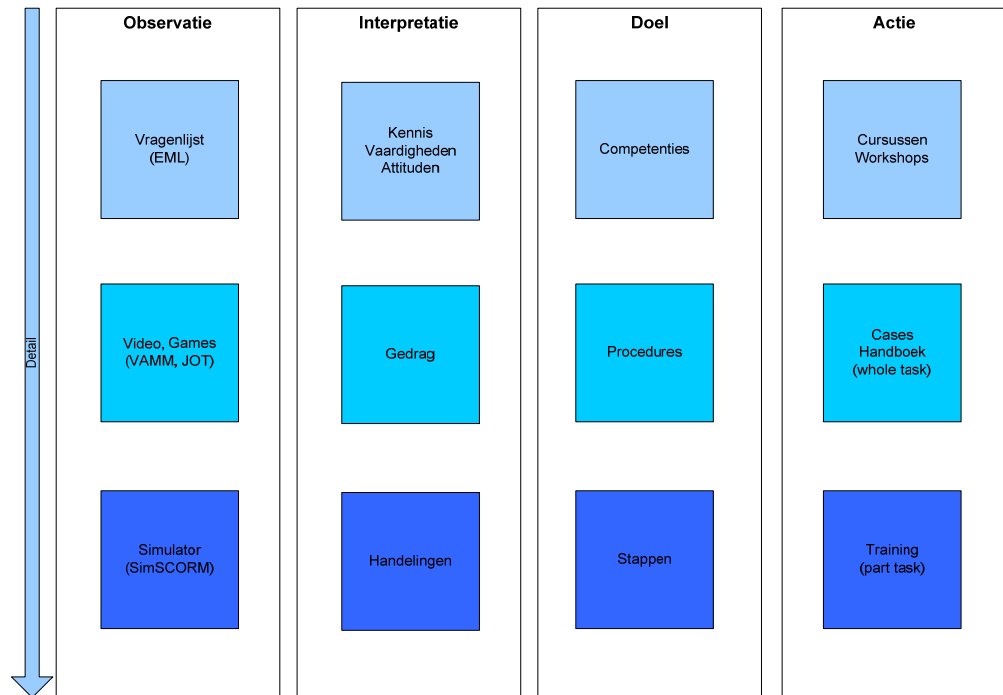 Observatie
Interpretatie
Doel
Actie
Detail
Vragenlijst
(EML)
Kennis
Vaardigheden
Attituden
Competenties
Cursussen
Workshops
Video, Games
(VAMM, JOT)
Gedrag
Procedures
Cases
Handboek
(whole task)
Simulator
(SimSCORM)
Handelingen
Stappen
Training
(part task)